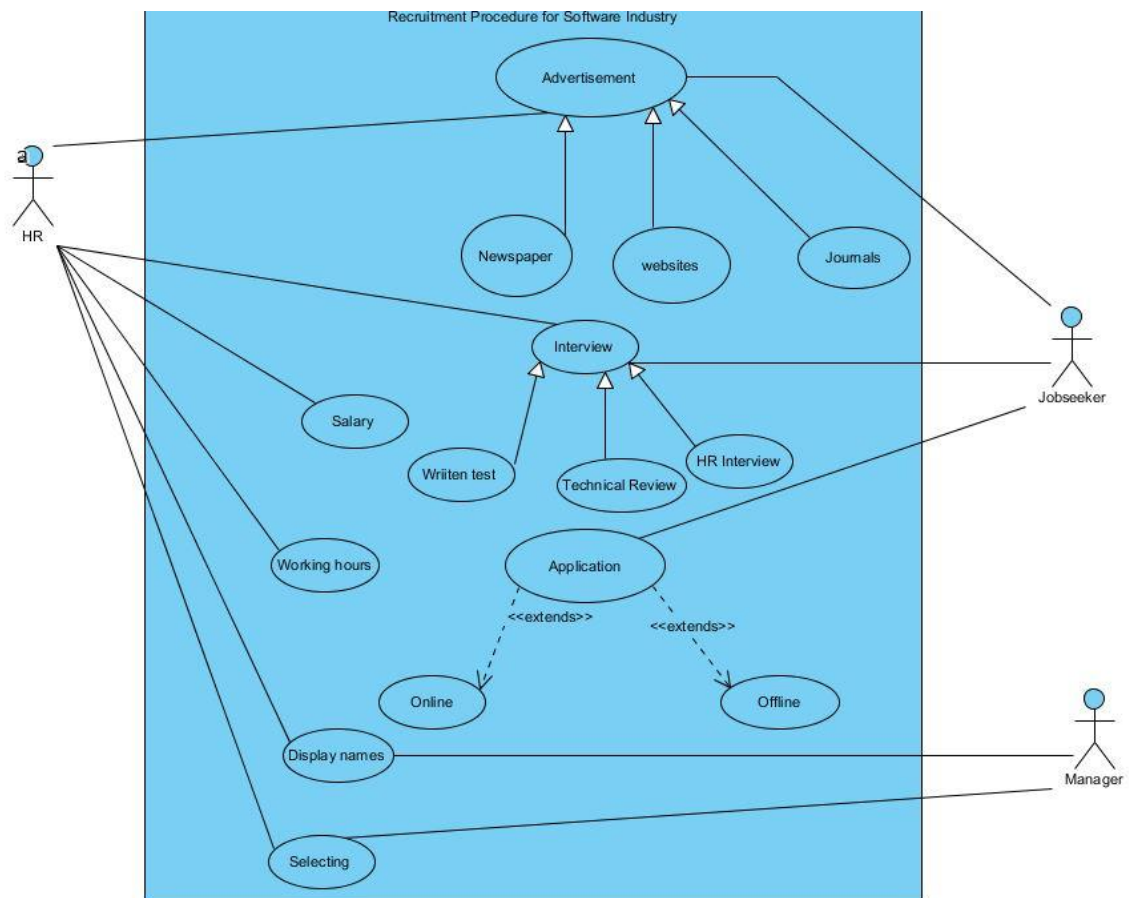 Recruitment Procedure for Software Industry
Advertisement
a
HR
Newspaper
websites
Journals
Interview
Jobseeker
Salary
Wriiten test
Technical Review
HR Interview
Working hours
Application
<<extends>>
<<extends>>
Online
Offline
Display names
Manager
Selecting